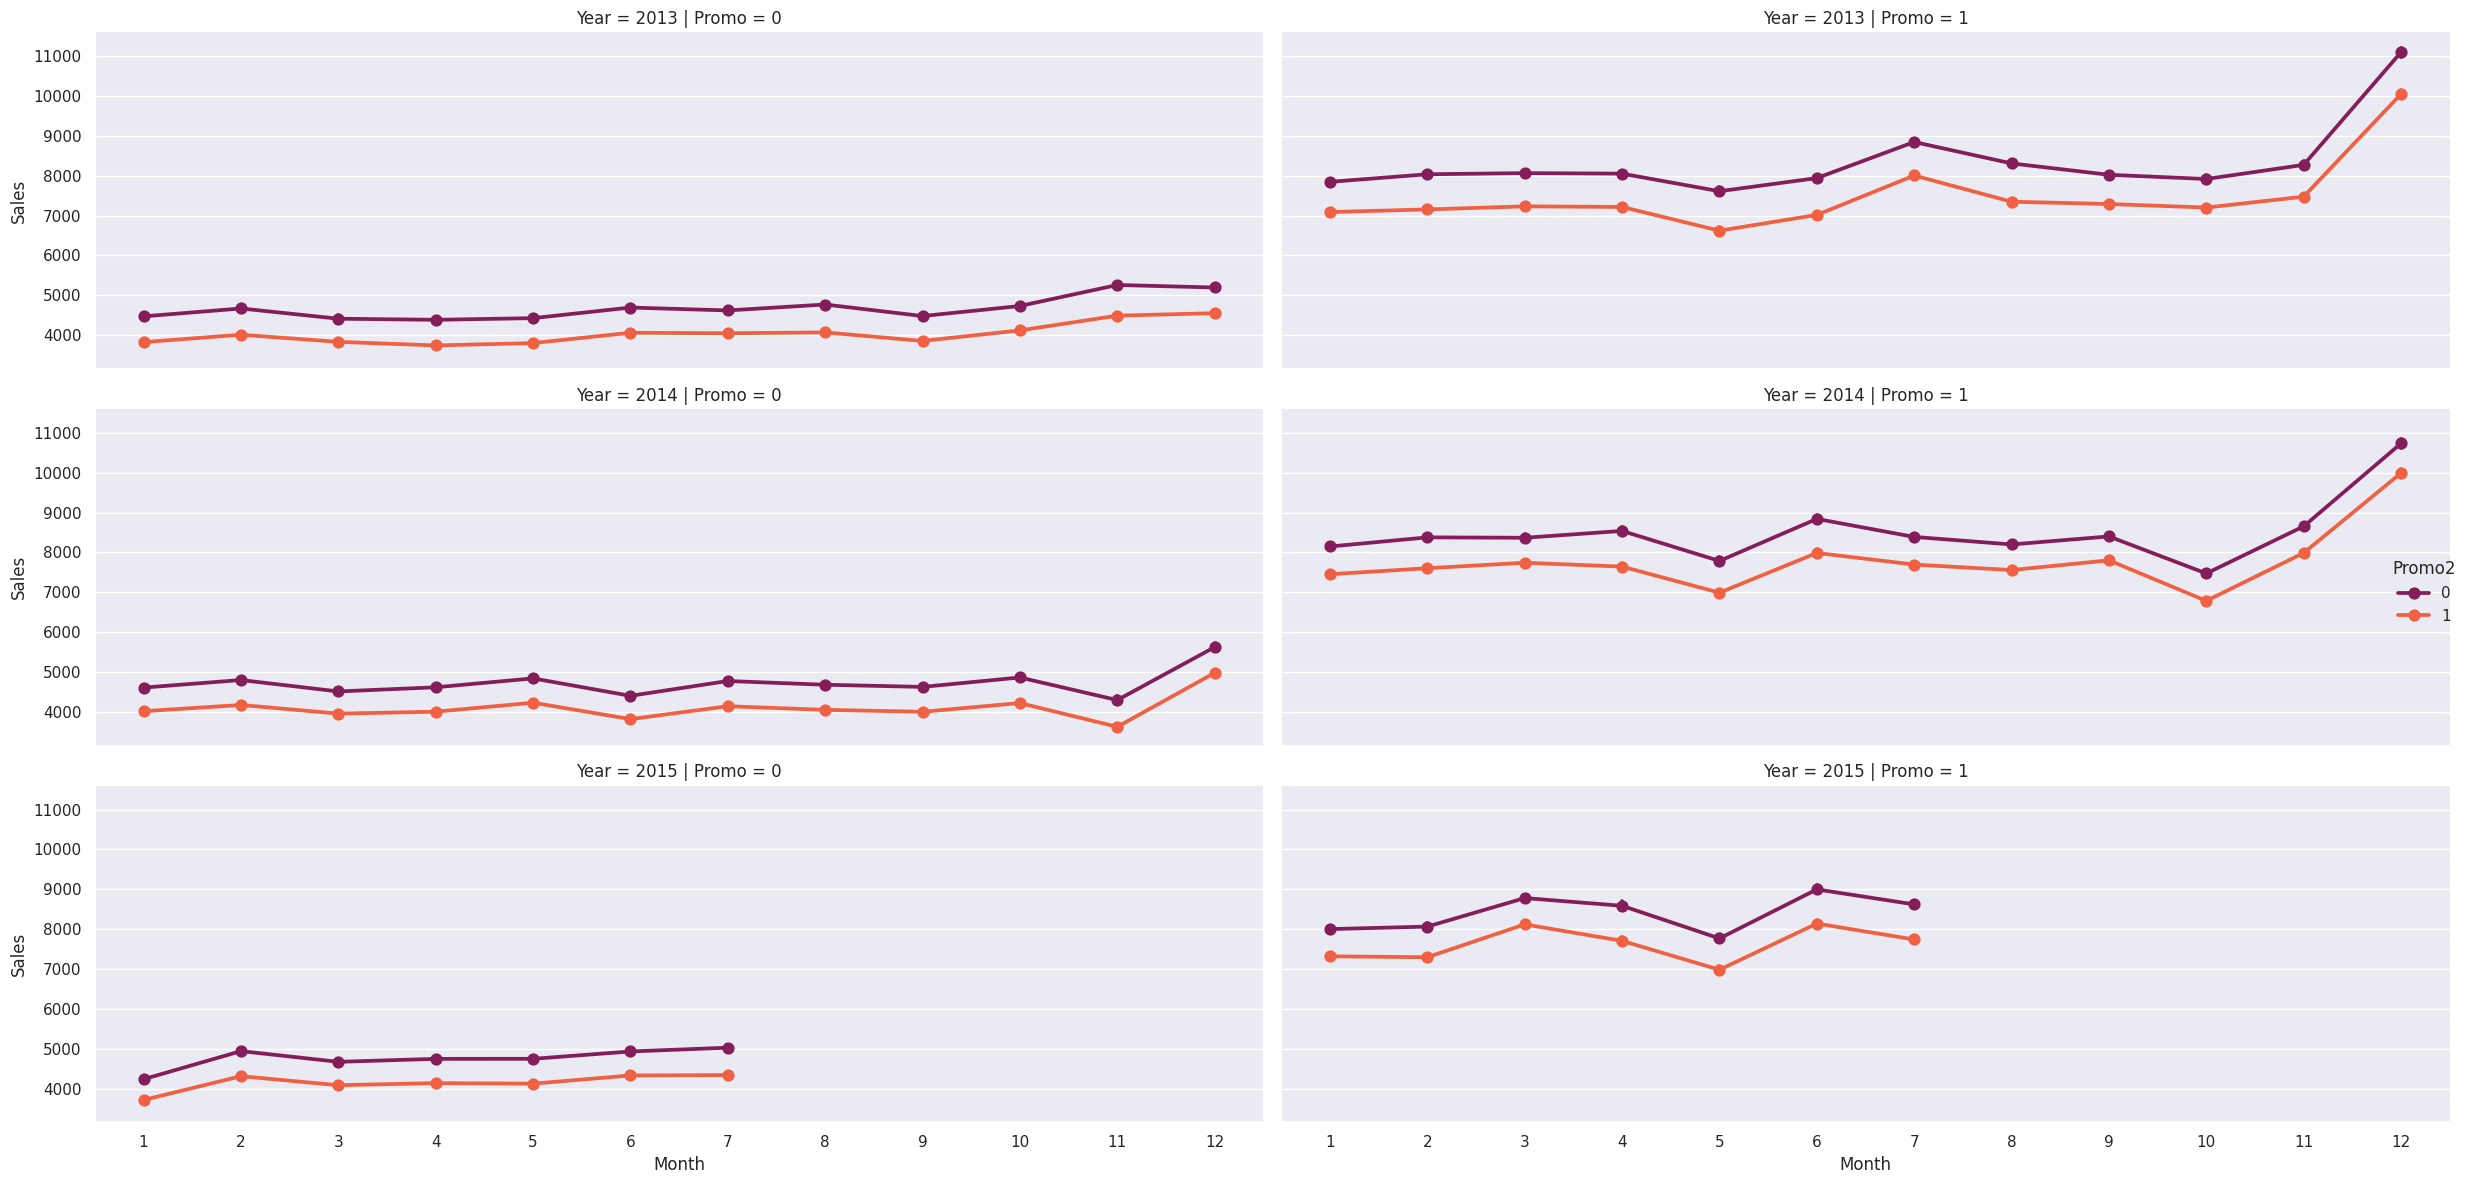 Year = 2013 | Promo = 0
Year = 2013 | Promo = 1
11000
10000
9000
8000
7000
6000
5000
4000
Sales
Year = 2014 | Promo = 0
Year = 2014 | Promo = 1
11000
10000
9000
8000
7000
6000
5000
4000
Sales
Promo2
0
1
Year = 2015 | Promo = 0
Year = 2015 | Promo = 1
11000
10000
9000
8000
7000
6000
5000
4000
Sales
1 2 3 4 5 6 7 8 9 10 11 12
Month
1 2 3 4 5 6 7 8 9 10 11 12
Month